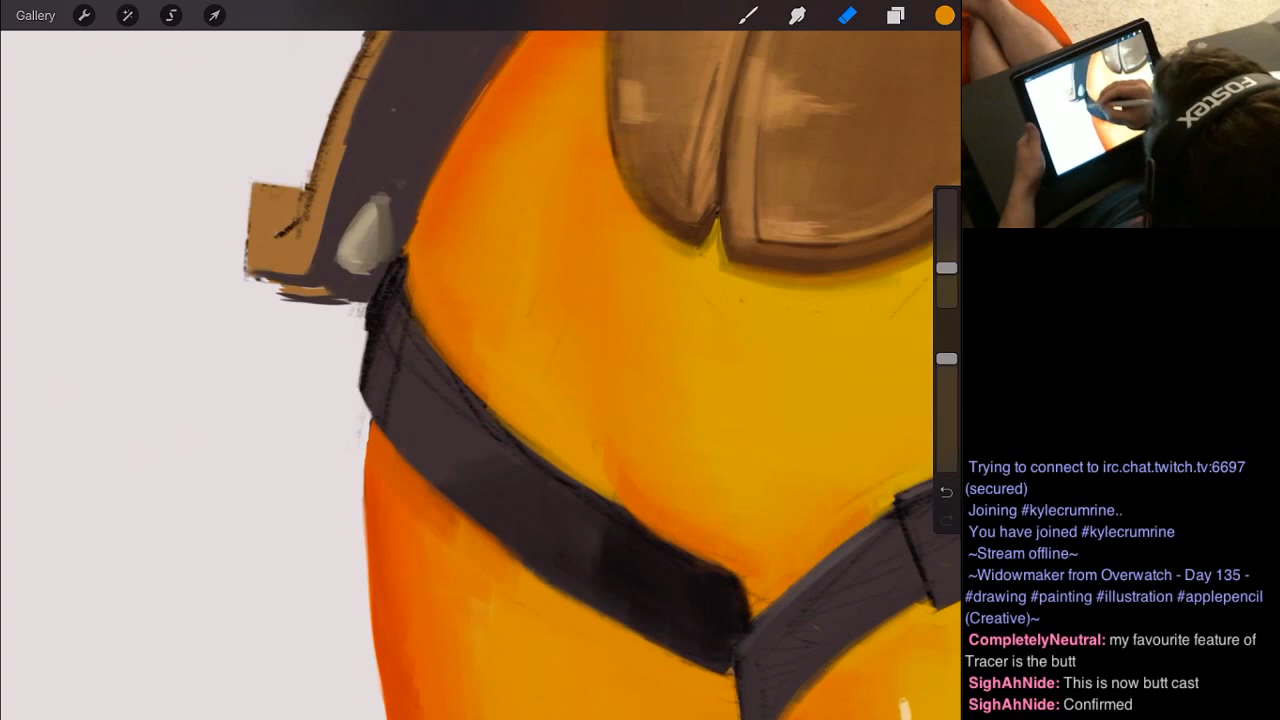 Gallery
FOSTEX
Trying to connect to irc.chat.twitch.tv:6697
(secured)
Joining #kylecrumrine..
You have joined #kylecrumrine
~Stream offline~
~Widowmaker from Overwatch - Day 135 -
#drawing #painting #illustration #applepencil
(Creative)~
CompletelyNeutral: my favourite feature of
Tracer is the butt
SighAhNide: This is now butt cast
SighAhNide: Confirmed